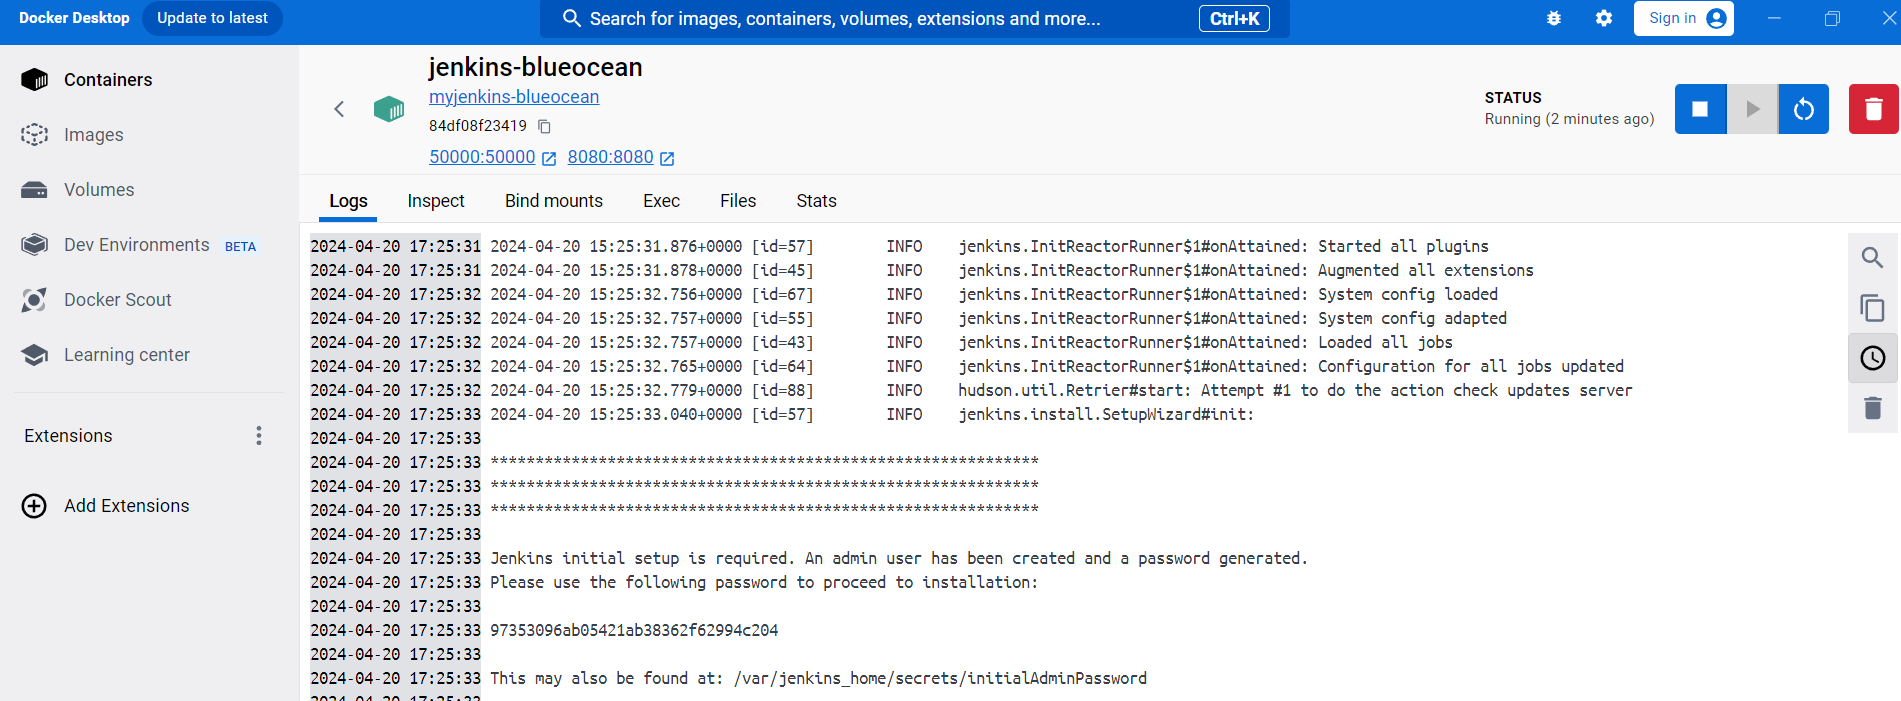 Docker Desktop Update to latest Search for images, containers, volumes, extensions and more... Ctrl+K Sign in
Containers
Images
Volumes
Dev Environments BETA
Docker Scout
Learning center
Extensions
Add Extensions
jenkins-blueocean
myjenkins-blueocean
84df08f23419
50000:50000 8080:8080
STATUS
Running (2 minutes ago)
Logs Inspect Bind mounts Exec Files Stats
2024-04-20 17:25:31 2024-04-20 15:25:31.876+0000 [id=57] INFO jenkins.InitReactorRunner$1#onAttained: Started all plugins
2024-04-20 17:25:31 2024-04-20 15:25:31.878+0000 [id=45] INFO jenkins.InitReactorRunner$1#onAttained: Augmented all extensions
2024-04-20 17:25:32 2024-04-20 15:25:32.756+0000 [id=67] INFO jenkins.InitReactorRunner$1#onAttained: System config loaded
2024-04-20 17:25:32 2024-04-20 15:25:32.757+0000 [id=55] INFO jenkins.InitReactorRunner$1#onAttained: System config adapted
2024-04-20 17:25:32 2024-04-20 15:25:32.757+0000 [id=43] INFO jenkins.InitReactorRunner$1#onAttained: Loaded all jobs
2024-04-20 17:25:32 2024-04-20 15:25:32.765+0000 [id=64] INFO jenkins.InitReactorRunner$1#onAttained: Configuration for all jobs updated
2024-04-20 17:25:32 2024-04-20 15:25:32.779+0000 [id=88] INFO hudson.util.Retrier#start: Attempt #1 to do the action check updates server
2024-04-20 17:25:33 2024-04-20 15:25:33.040+0000 [id=57] INFO jenkins.install.SetupWizard#init:
2024-04-20 17:25:33
2024-04-20 17:25:33 *************************************************************
2024-04-20 17:25:33 *************************************************************
2024-04-20 17:25:33 *************************************************************
2024-04-20 17:25:33
2024-04-20 17:25:33 Jenkins initial setup is required. An admin user has been created and a password generated.
2024-04-20 17:25:33 Please use the following password to proceed to installation:
2024-04-20 17:25:33
2024-04-20 17:25:33 97353096ab05421ab38362f62994c204
2024-04-20 17:25:33
2024-04-20 17:25:33 This may also be found at: /var/jenkins_home/secrets/initialAdminPassword